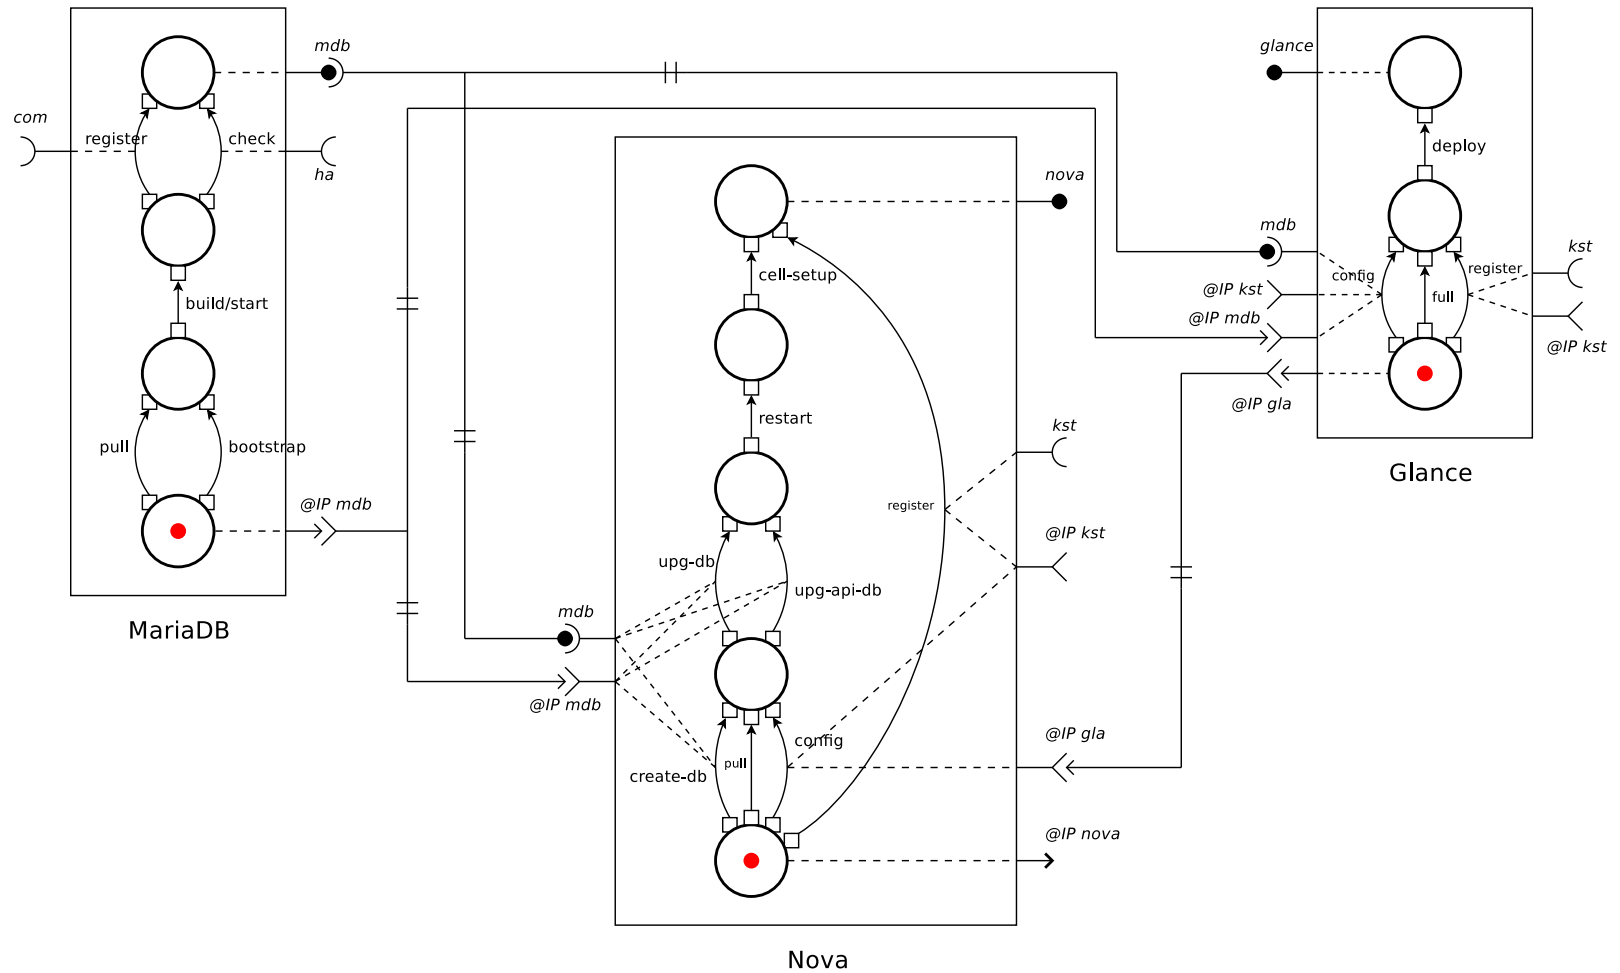 mdb
glance
com
register
check
ha
nova
mdb
kst
config
register
cell-setup
@IP kst
full
build/start
@IP mdb
@IP kst
deploy
@IP gla
restart
kst
Glance
pull
bootstrap
@IP mdb
register
@IP kst
upg-db
upg-api-db
mdb
MariaDB
@IP mdb
@IP gla
config
pull
create-db
@IP nova
Nova